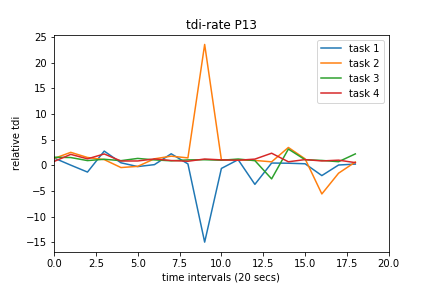 tdi-rate P13
relative tdi
25
20
15
10
5
0
−5
−10
−15
0.0 2.5 5.0 7.5 10.0 12.5 15.0 17.5 20.0
time intervals (20 secs)
task 1
task 2
task 3
task 4